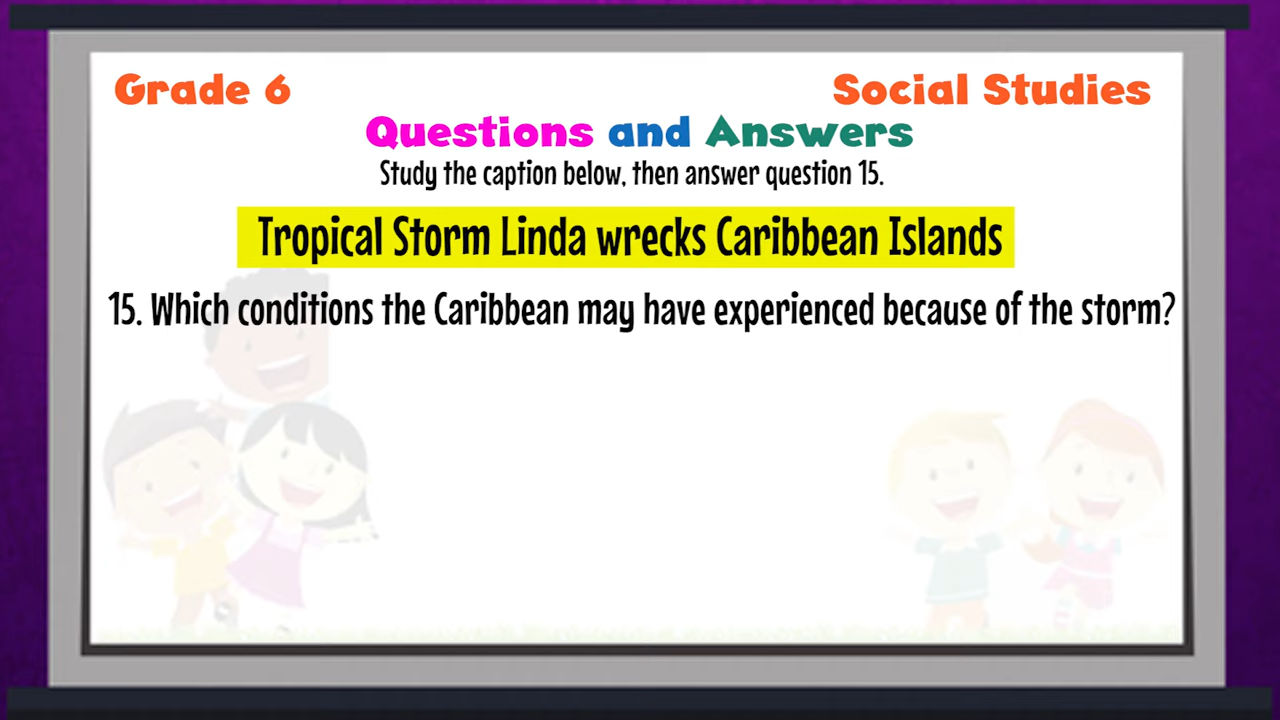 Grade 6
Social Studies
Questions and Answers
Study the caption below, then answer question 15.
Tropical Storm Linda wrecks Caribbean Islands
15. Which conditions the Caribbean may have experienced because of the storm?